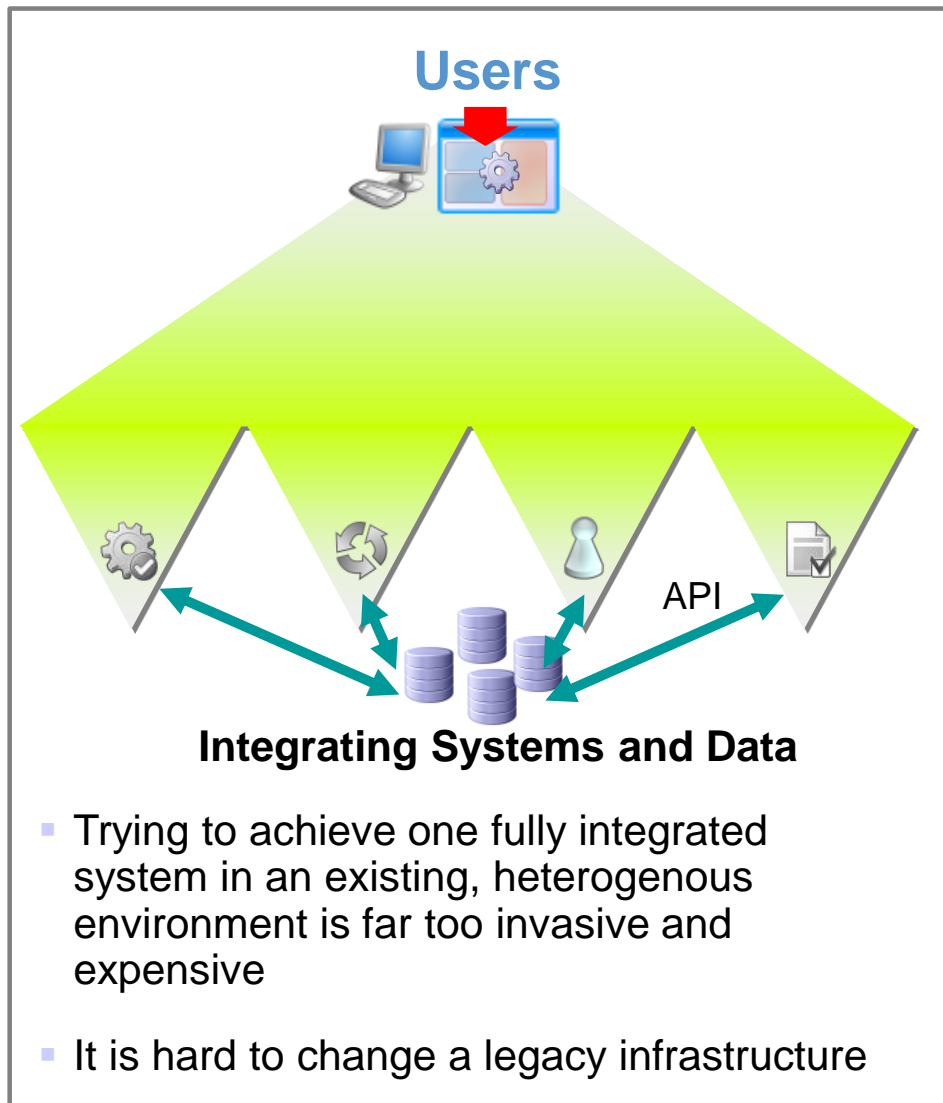 Users
API
Integrating Systems and Data
Trying to achieve one fully integrated
system in an existing, heterogenous
environment is far too invasive and
expensive
It is hard to change a legacy infrastructure